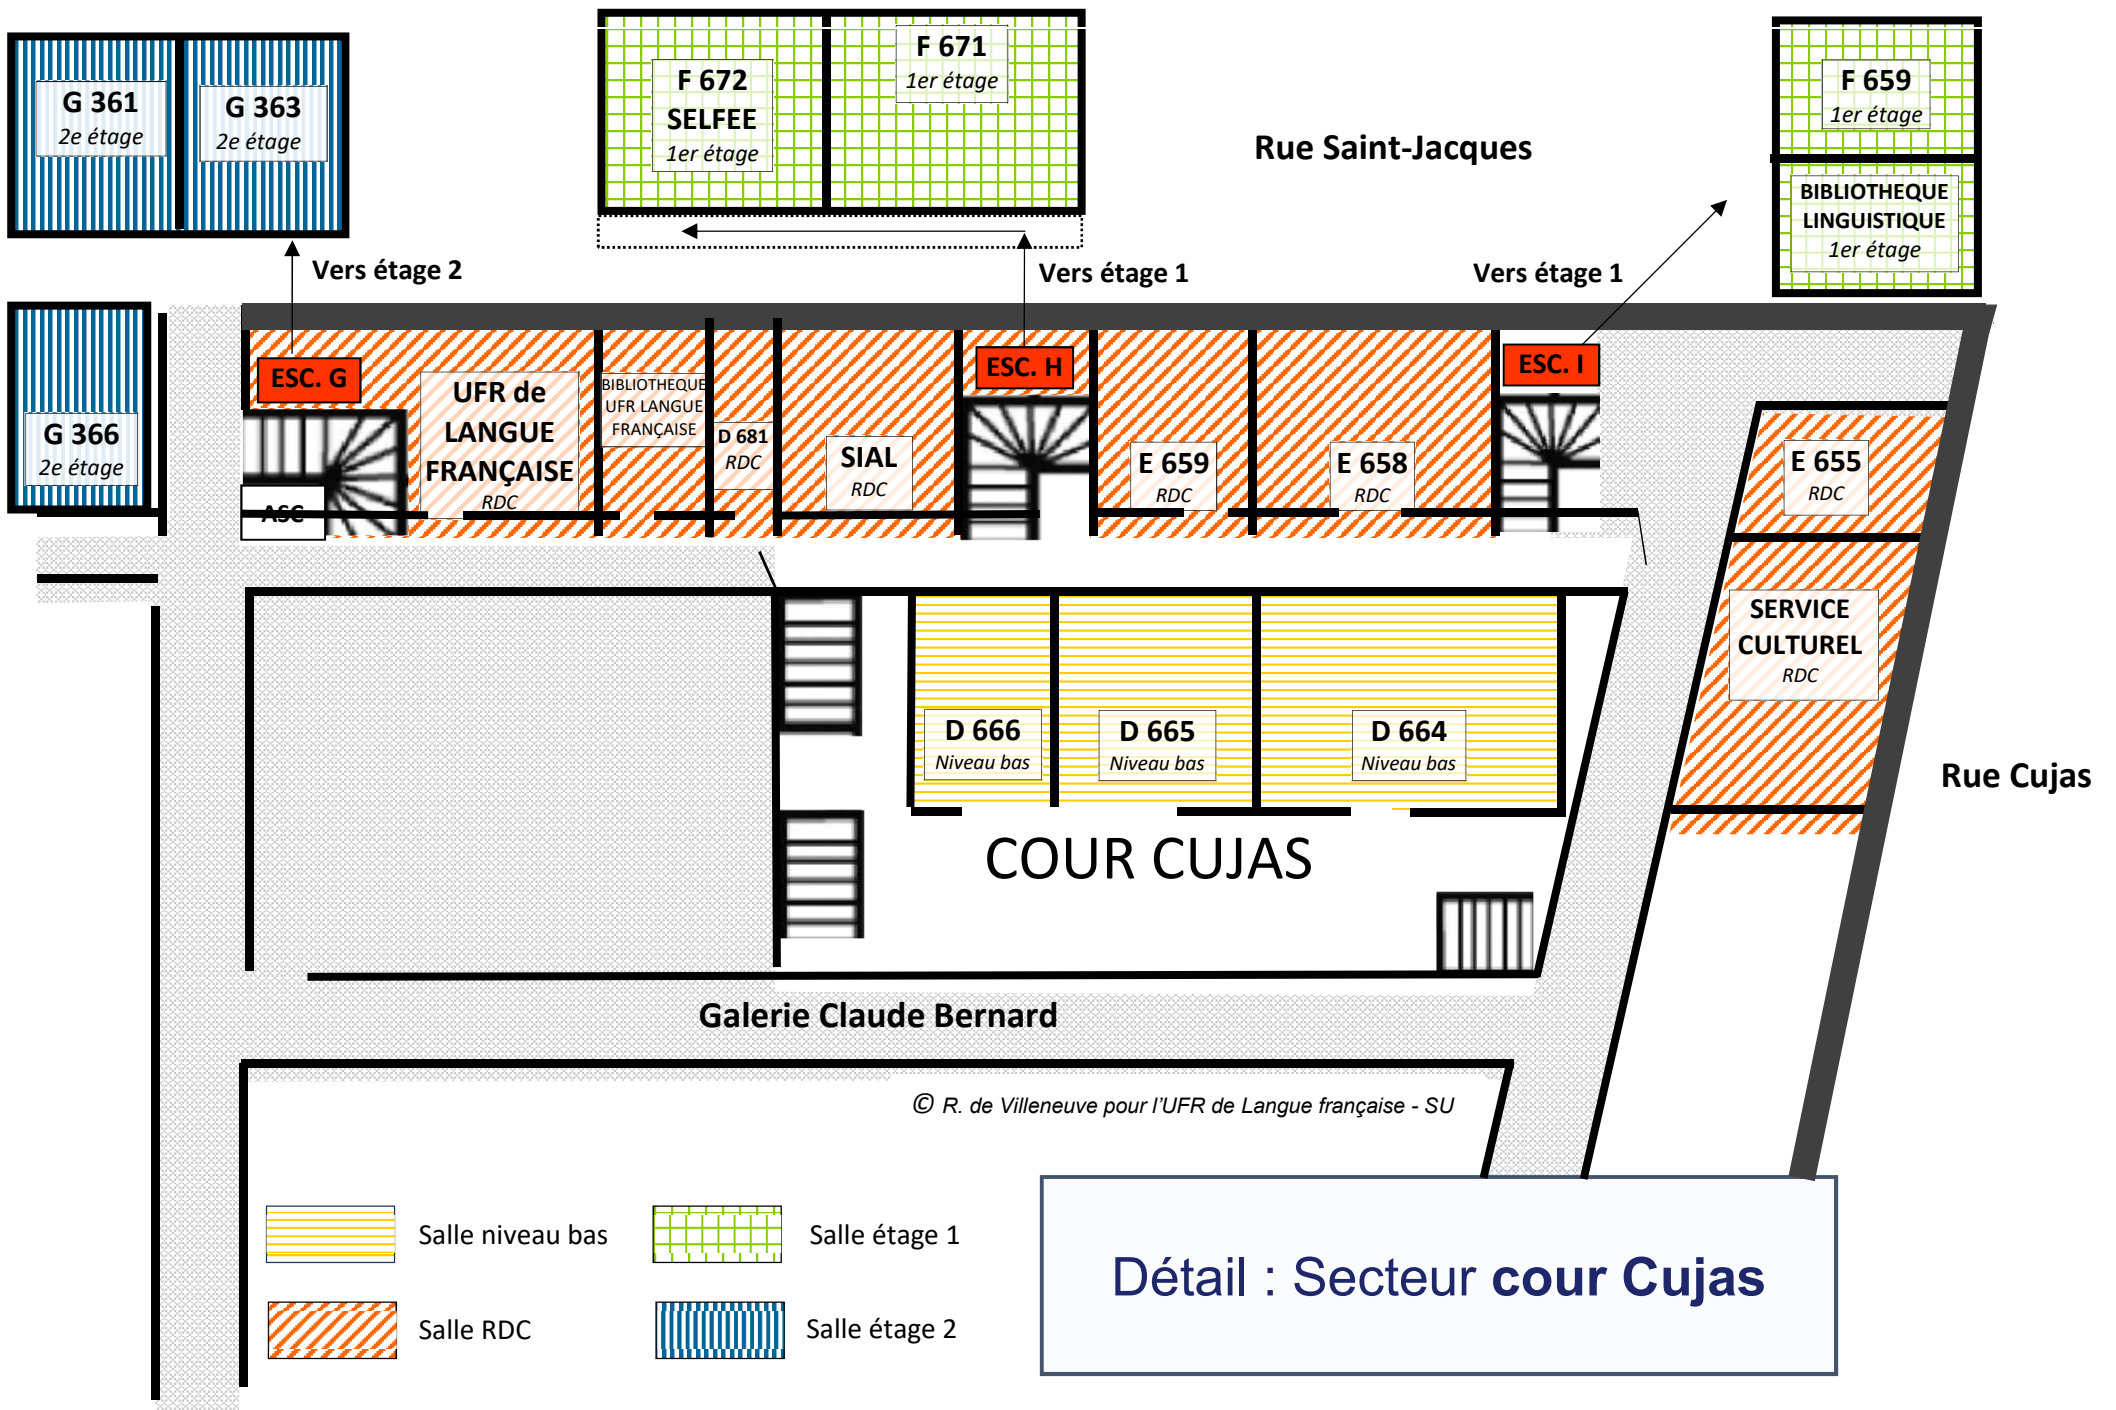 G 361
2e étage
G 363
2e étage
F 672
SELFEE
1er étage
F 671
1er étage
Rue Saint-Jacques
F 659
1er étage
BIBLIOTHEQUE
LINGUISTIQUE
1er étage
Vers étage 2
Vers étage 1
Vers étage 1
G 366
2e étage
ESC. G
UFR de
LANGUE
FRANÇAISE
RDC
BIBLIOTHEQUE
UFR LANGUE
FRANÇAISE
D 681
RDC
SIAL
RDC
ESC. H
E 659
RDC
E 658
RDC
ESC. I
E 655
RDC
ASC
SERVICE
CULTUREL
RDC
D 666
Niveau bas
D 665
Niveau bas
D 664
Niveau bas
Rue Cujas
COUR CUJAS
Galerie Claude Bernard
© R. de Villeneuve pour l'UFR de Langue française - SU
Salle niveau bas
Salle étage 1
Salle RDC
Salle étage 2
Détail : Secteur cour Cujas